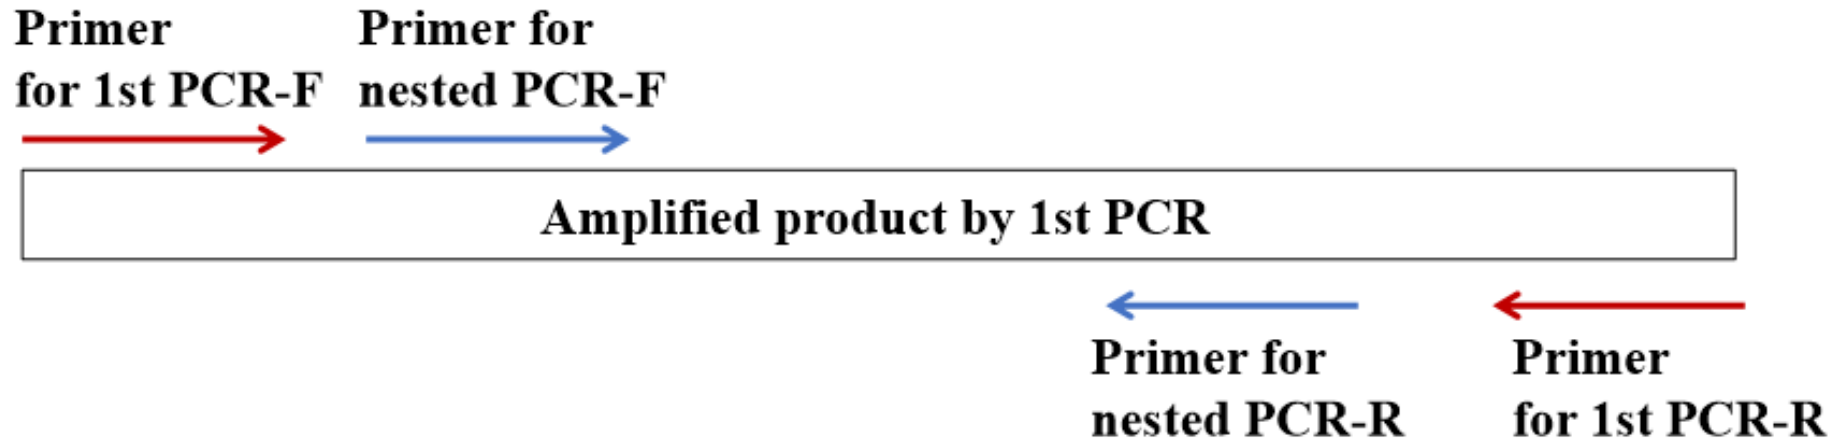 Primer
for 1st PCR-F
Primer for
nested PCR-F
Amplified product by 1st PCR
Primer for
nested PCR-R
Primer
for 1st PCR-R